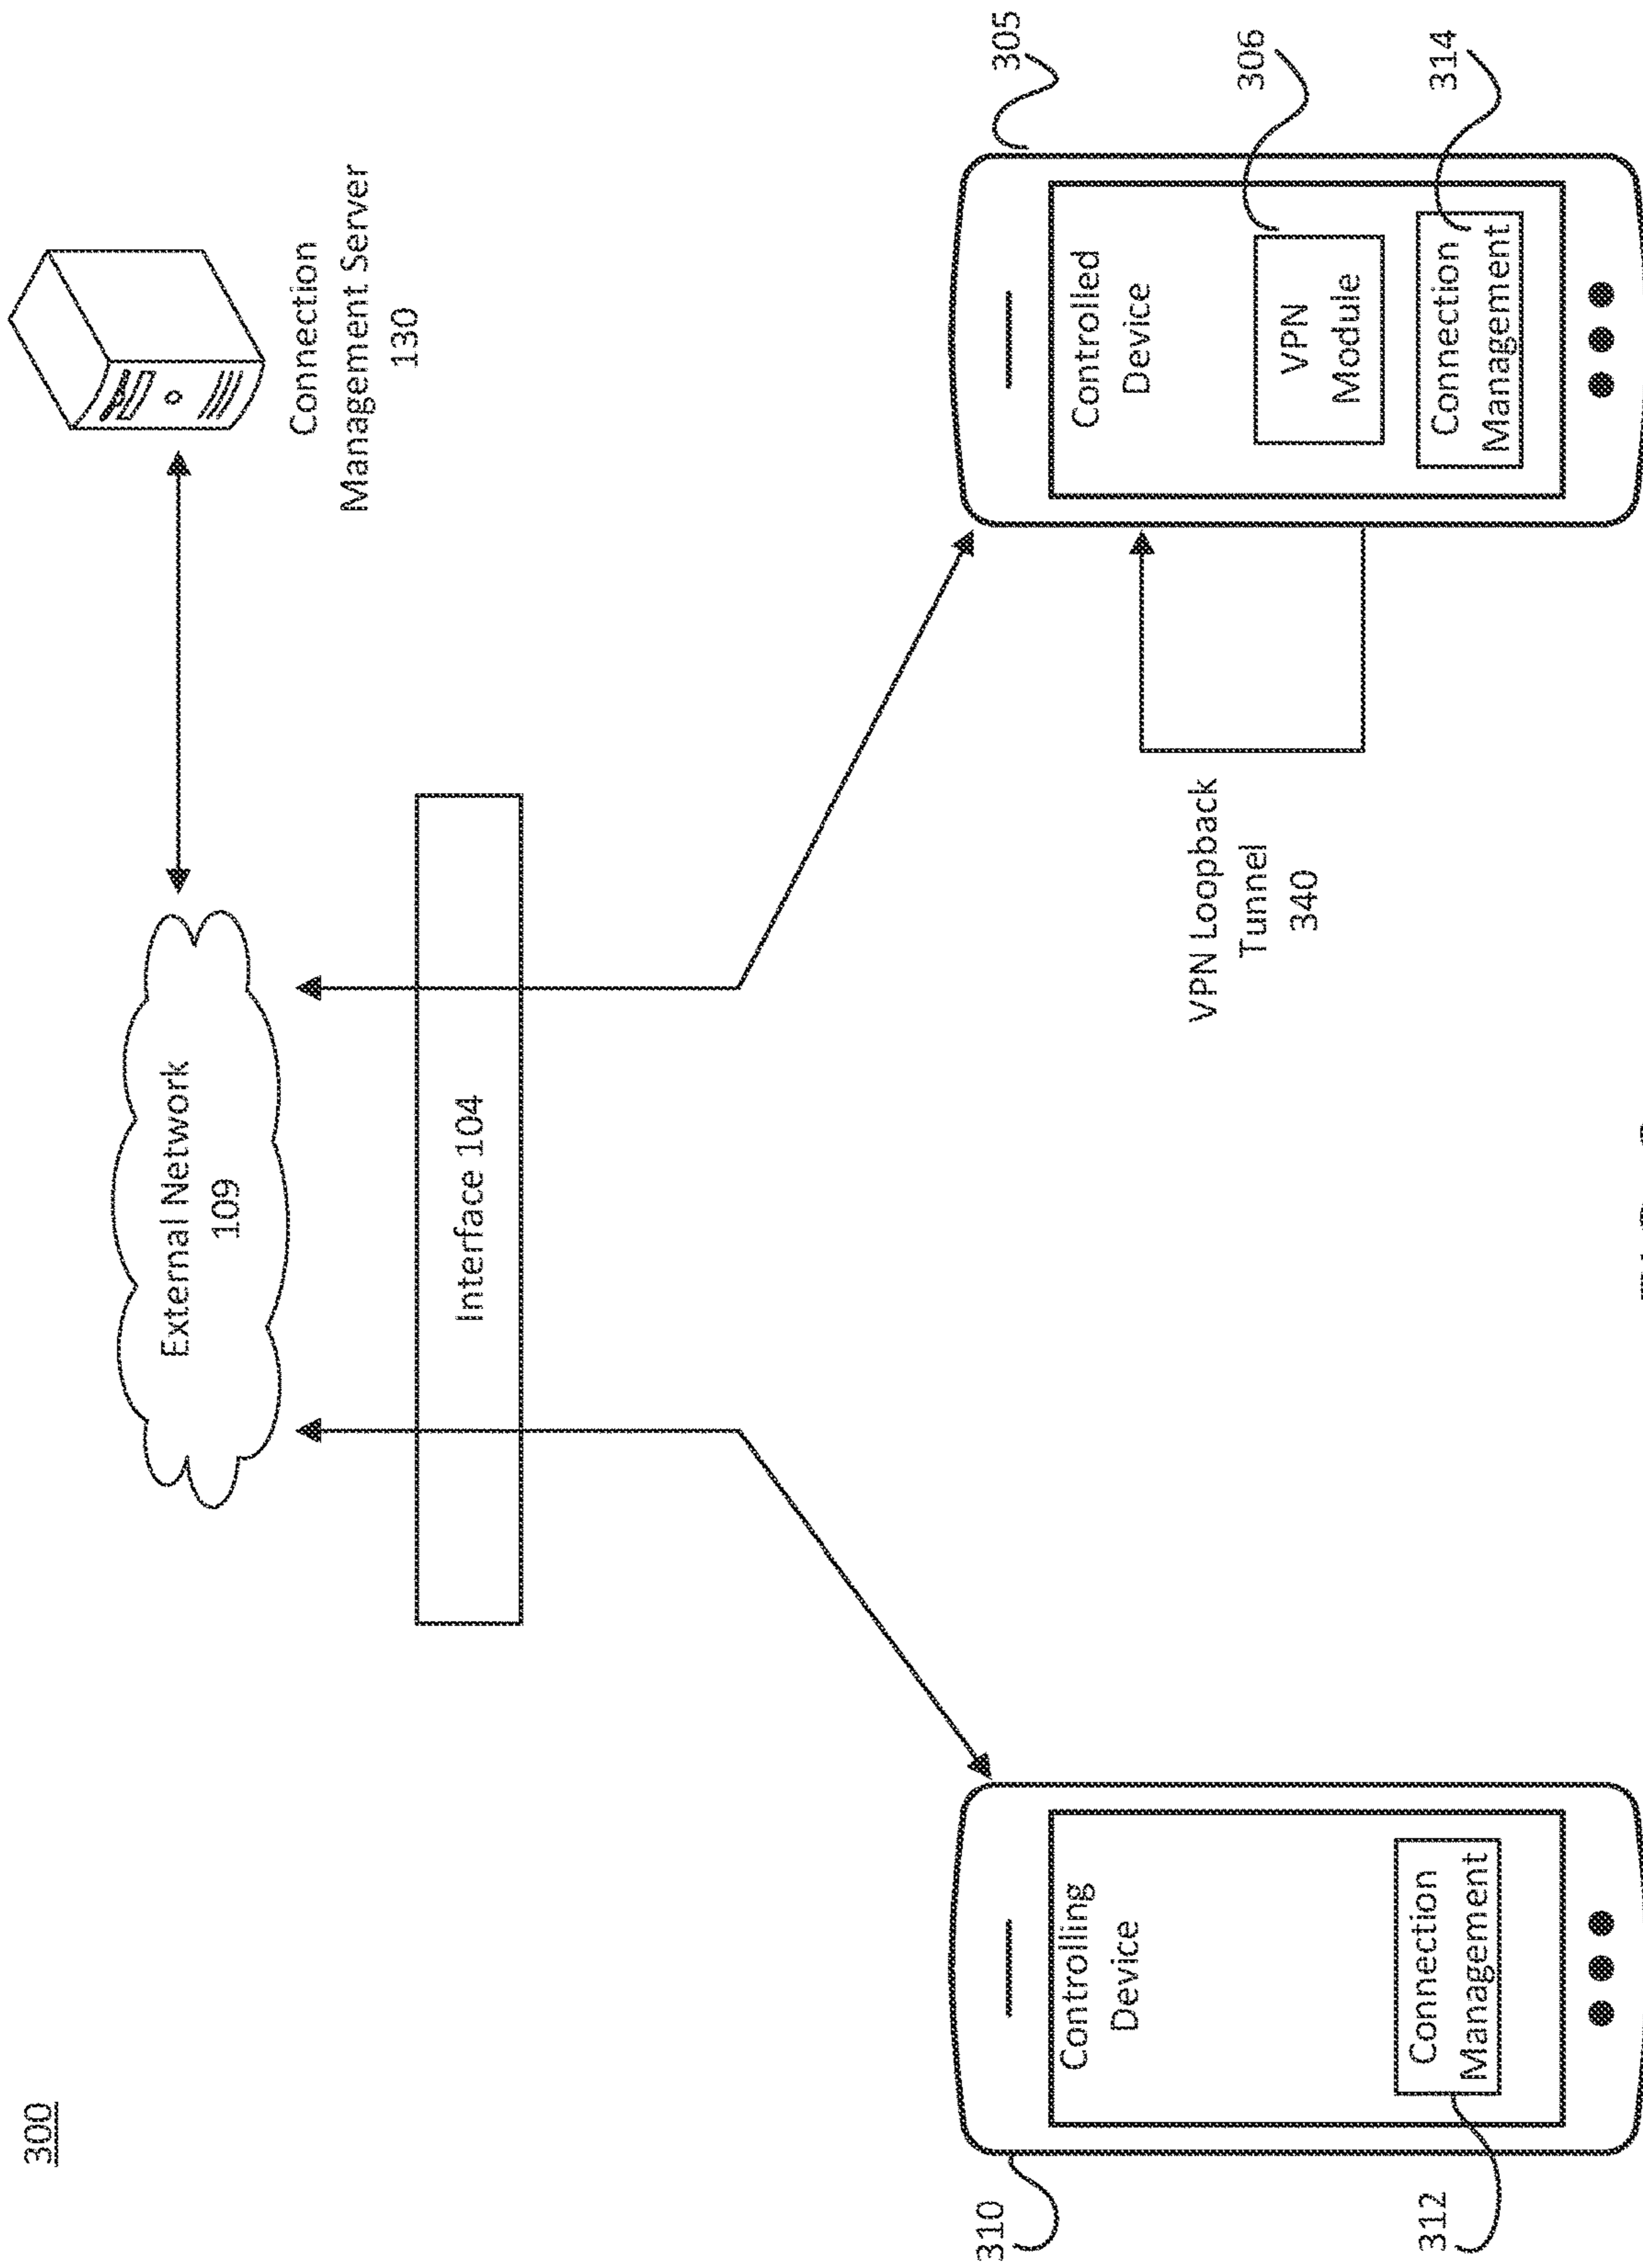 300
External Network
109
Connection
Management Server
130
Interface 104
310
Controlling
Device
Connection
Management
312
VPN Loopback
Tunnel
340
305
Controlled
Device
306
VPN
Module
314
Connection
Management